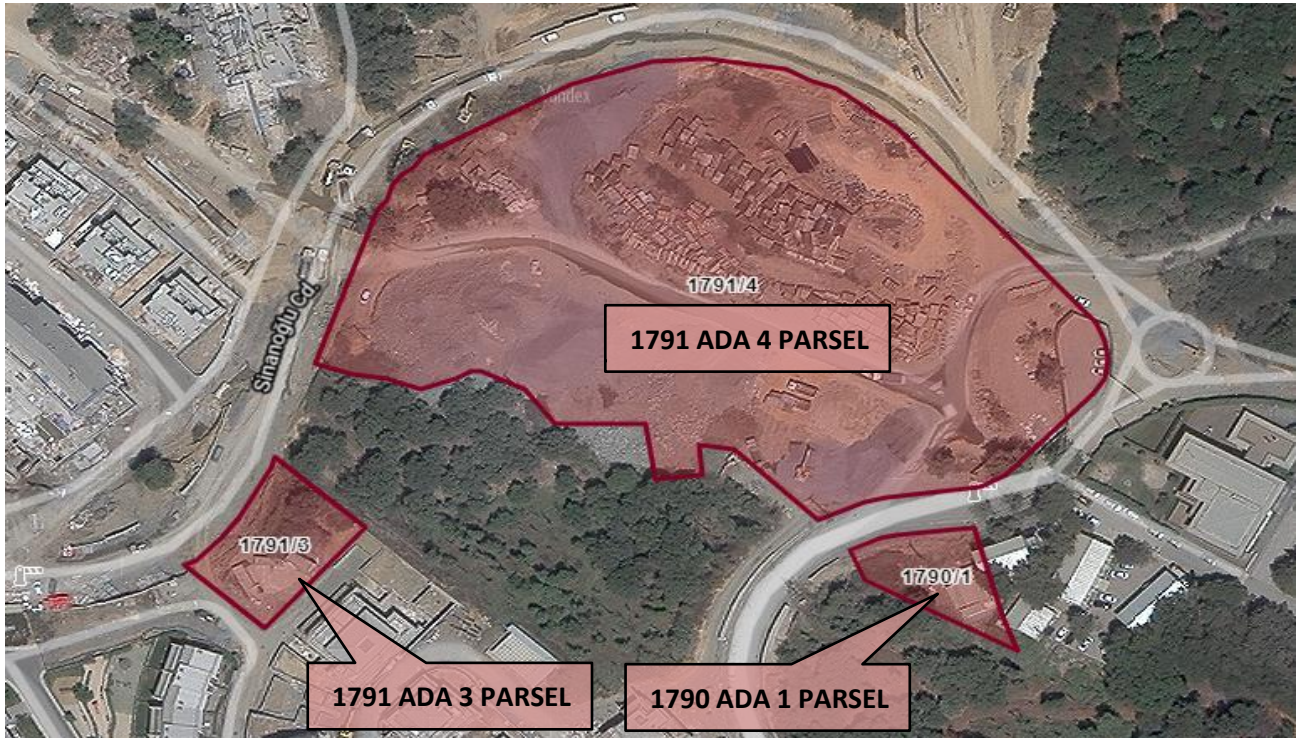 Yandex
Sinanoğlu Cd.
1791/4
1791 ADA 4 PARSEL
1791/3
1790/1
1791 ADA 3 PARSEL
1790 ADA 1 PARSEL